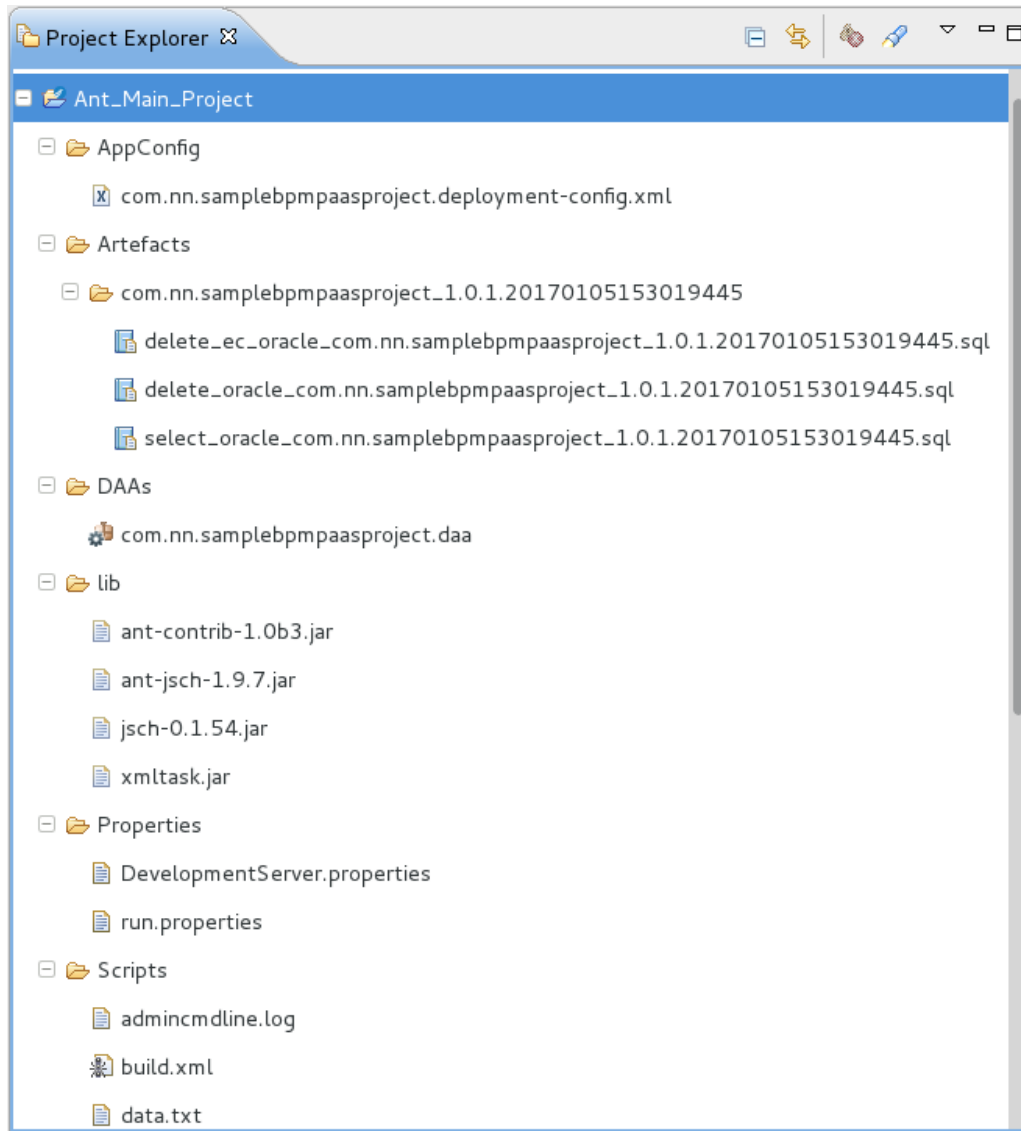 Project Explorer
Ant_Main_Project
AppConfig
com.nn.samplebpmpaasproject.deployment-config.xml
Artefacts
com.nn.samplebpmpaasproject_1.0.1.20170105153019445
delete_ec_oracle_com.nn.samplebpmpaasproject_1.0.1.20170105153019445.sql
delete_oracle_com.nn.samplebpmpaasproject_1.0.1.20170105153019445.sql
select_oracle_com.nn.samplebpmpaasproject_1.0.1.20170105153019445.sql
DAAs
com.nn.samplebpmpaasproject.daa
lib
ant-contrib-1.0b3.jar
ant-jsch-1.9.7.jar
jsch-0.1.54.jar
xmltask.jar
Properties
DevelopmentServer.properties
run.properties
Scripts
admincmdline.log
build.xml
data.txt